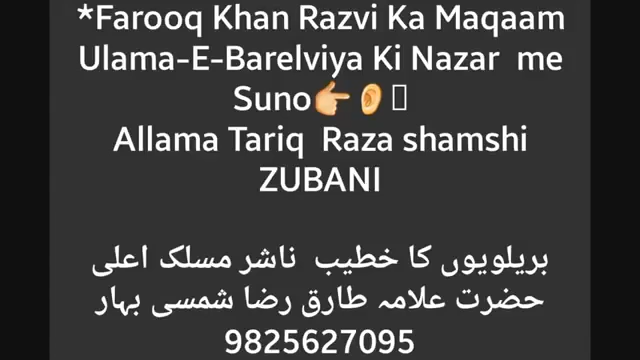 *Farooq Khan Razvi Ka Maqaam
Ulama-E-Barelviya Ki Nazar me
Suno👉👂
Allama Tariq Raza shamshi
ZUBANI
بریلویوں کا خطیب ناشر مسلک اعلی
حضرت علامہ طارق رضا شمسی بہار
9825627095